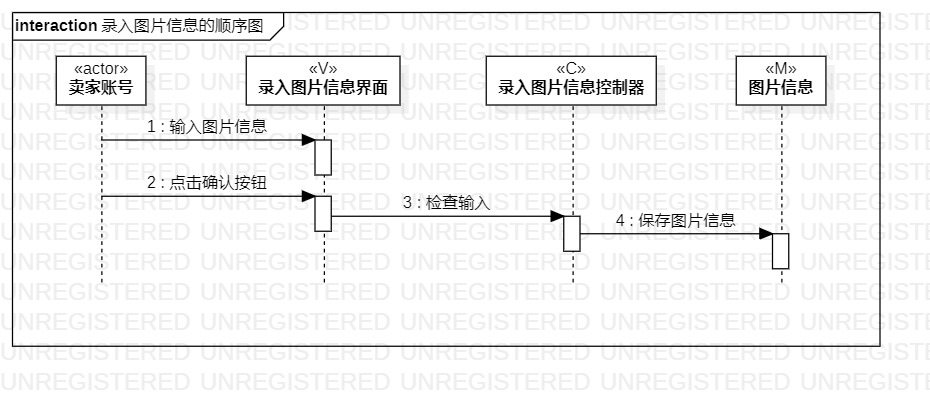 interaction 录入图片信息的顺序图
«actor»
卖家账号
«V»
录入图片信息界面
«C»
录入图片信息控制器
«M»
图片信息
1 : 输入图片信息
2 : 点击确认按钮
3 : 检查输入
4 : 保存图片信息
UNREGISTERED UNREGISTERED UNREGISTERED UNREGISTERED UNREGISTE